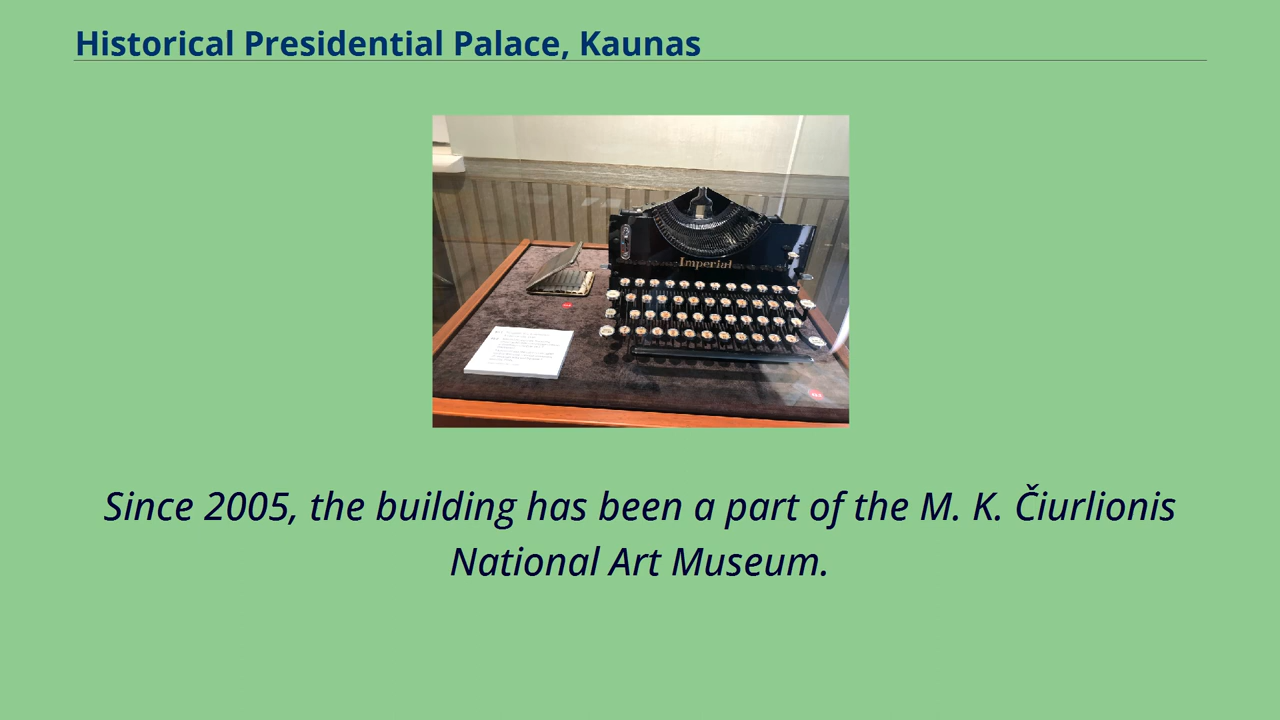 Historical Presidential Palace, Kaunas
Imperial
Since 2005, the building has been a part of the M. K. Čiurlionis
National Art Museum.